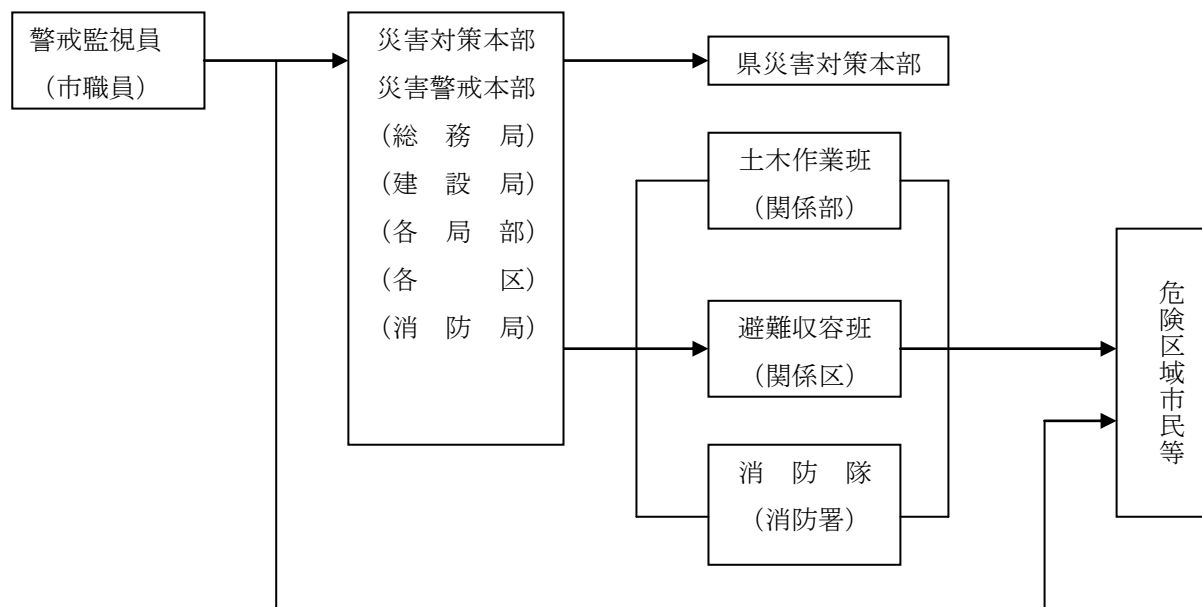 警戒監視員
（市職員）
災害対策本部
災害警戒本部
（総　務　局）
（建　設　局）
（各　局　部）
（各　　　区）
（消　防　局）
県災害対策本部
土木作業班
（関係部）
避難収容班
（関係区）
消　防　隊
（消防署）
危険区域市民等